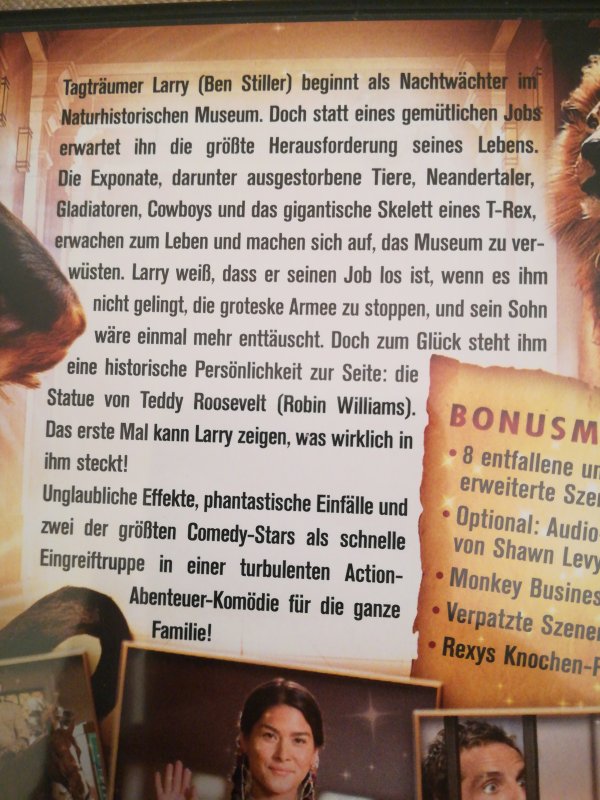 Tagträumer Larry (Ben Stiller) beginnt als Nachtwächter im
Naturhistorischen Museum. Doch statt eines gemütlichen Jobs
erwartet ihn die größte Herausforderung seines Lebens.
Die Exponate, darunter ausgestorbene Tiere, Neandertaler,
Gladiatoren, Cowboys und das gigantische Skelett eines T-Rex,
erwachen zum Leben und machen sich auf, das Museum zu ver-
wüsten. Larry weiß, dass er seinen Job los ist, wenn es ihm
nicht gelingt, die groteske Armee zu stoppen, und sein Sohn
wäre einmal mehr enttäuscht. Doch zum Glück steht ihm
eine historische Persönlichkeit zur Seite: die
Statue von Teddy Roosevelt (Robin Williams).
Das erste Mal kann Larry zeigen, was wirklich in
ihm steckt!
Unglaubliche Effekte, phantastische Einfälle und
zwei der größten Comedy-Stars als schnelle
Eingreiftruppe in einer turbulenten Action-
Abenteuer-Komödie für die ganze
Familie!
BONUSM
• 8 entfallene un
erweiterte Szen
• Optional: Audio-
von Shawn Levy
• Monkey Busines
• Verpatzte Szene
• Rexys Knochen-